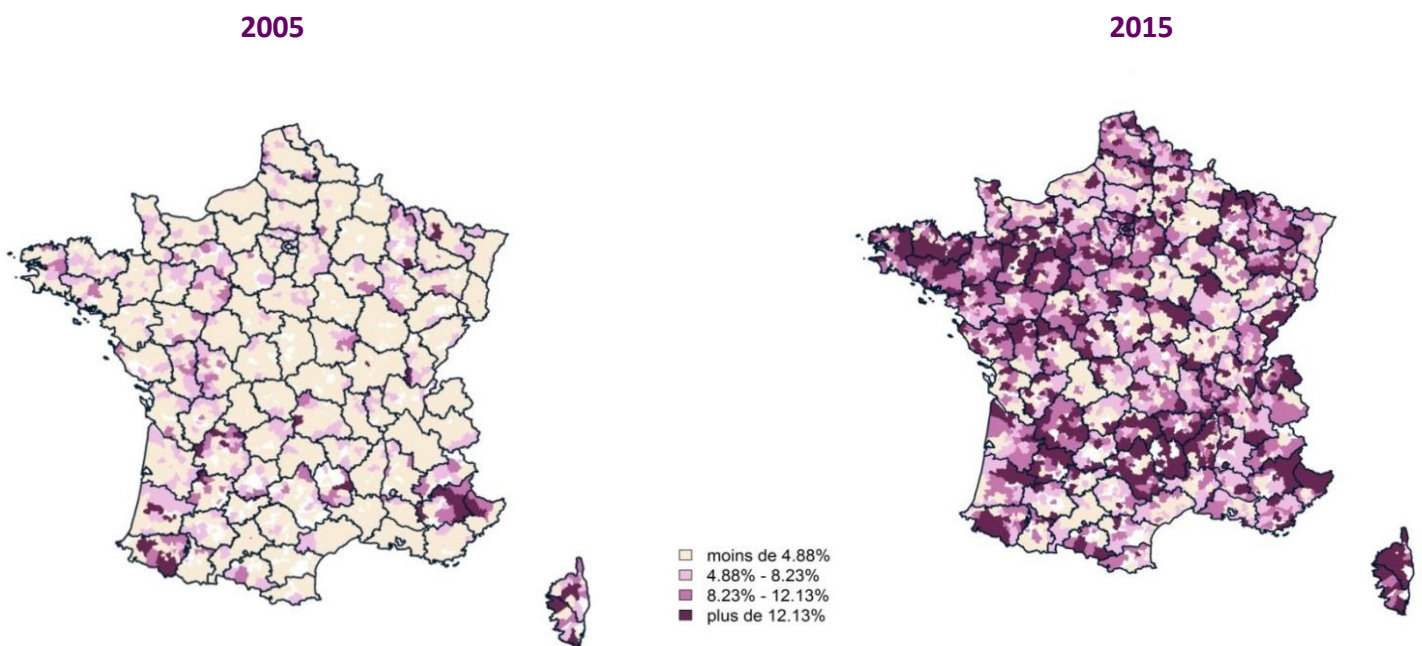 2005
2015
moins de 4.88%
4.88% - 8.23%
8.23% - 12.13%
plus de 12.13%